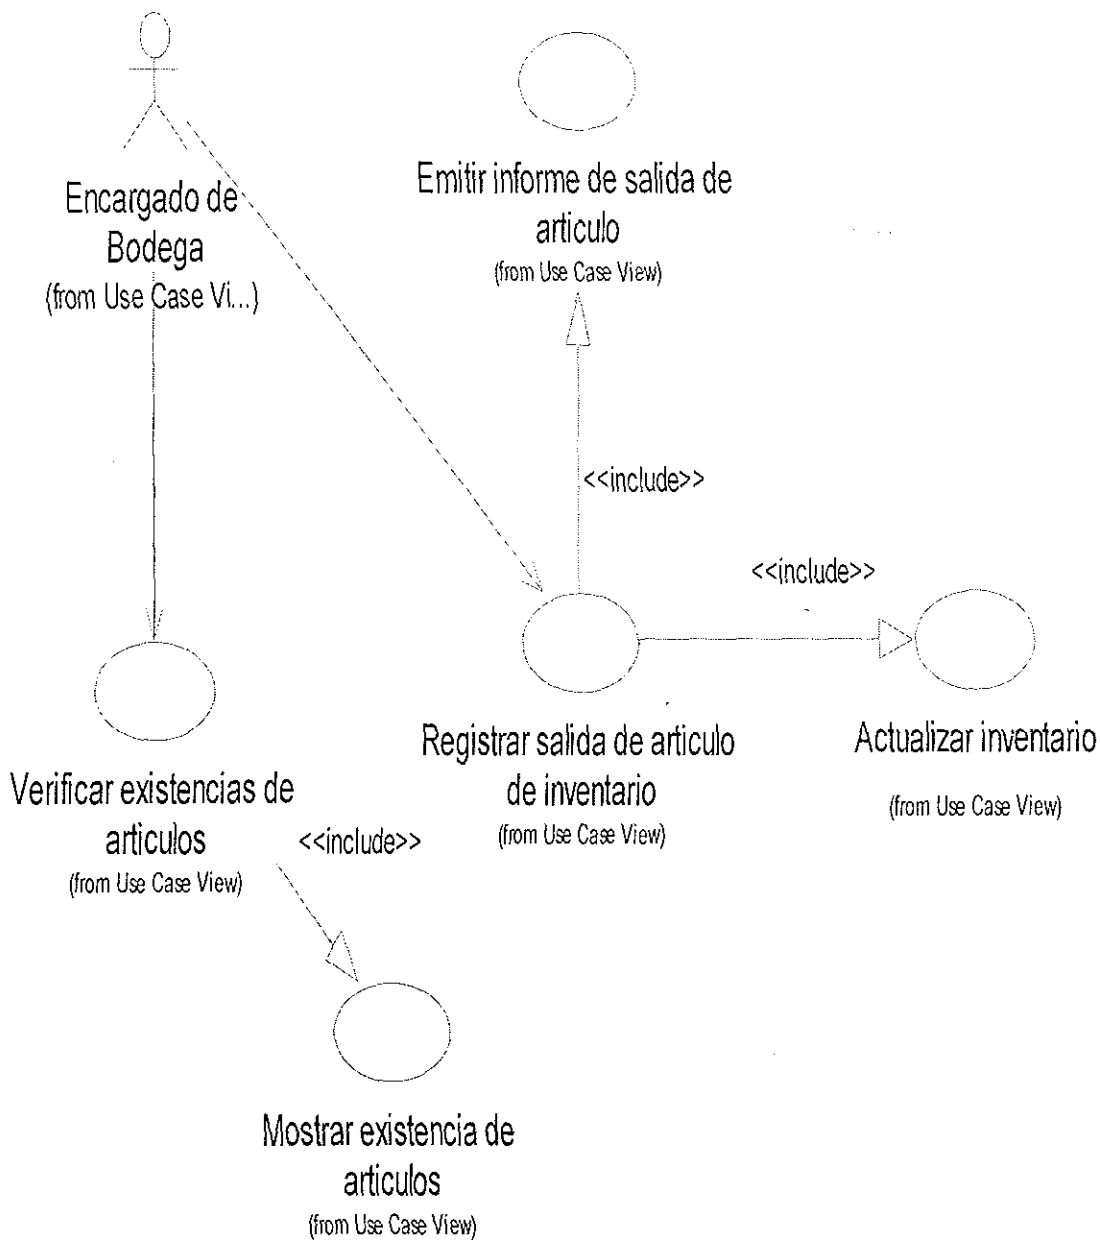 Encargado de
Bodega
(from Use Case Vi...)
Emitir informe de salida de
articulo
(from Use Case View)
<<include>>
<<include>>
Registrar salida de articulo
de inventario
(from Use Case View)
Actualizar inventario
(from Use Case View)
Verificar existencias de
articulos
(from Use Case View)
<<include>>
Mostrar existencia de
articulos
(from Use Case View)